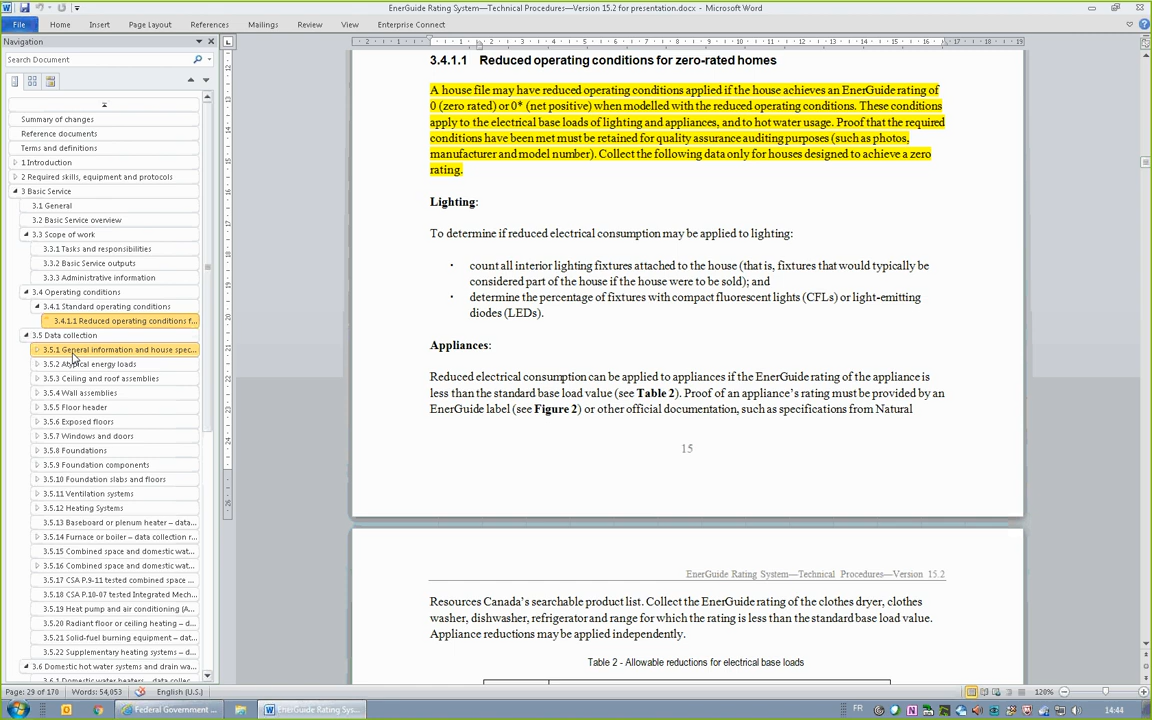 EnerGuide Rating System—Technical Procedures—Version 15.2 for presentation.docx - Microsoft Word
File Home Insert Page Layout References Mailings Review View EnerGuide Connect
Navigation
Search Document
Summary of changes
Reference documents
Terms and definitions
1 Introduction
2 Required skills, equipment and protocols
3 Basic Service
3.1 General
3.2 Basic Service overview
3.3 Scope of work
3.3.1 Tasks and responsibilities
3.3.2 Basic Service outputs
3.3.3 Administrative information
3.4 Operating conditions
3.4.1 Standard operating conditions
3.4.1.1 Reduced operating conditions f...
3.5 Data collection
3.5.1 General information and house spec...
3.5.2 Atypical energy loads
3.5.3 Ceiling and roof assemblies
3.5.4 Wall assemblies
3.5.5 Floor header
3.5.6 Exposed floors
3.5.7 Windows and doors
3.5.8 Foundations
3.5.9 Foundation components
3.5.10 Foundation slabs and floors
3.5.11 Ventilation systems
3.5.12 Heating Systems
3.5.13 Baseboard or plenum heater – data...
3.5.14 Furnace or boiler – data collection r...
3.5.15 Combined space and domestic wat...
3.5.16 Combined space and domestic wat...
3.5.17 CSA P.9-11 tested combined space ...
3.5.18 CSA P.10-07 tested Integrated Mech...
3.5.19 Heat pump and air conditioning (A...
3.5.20 Radiant floor or ceiling heating – d...
3.5.21 Solid-fuel burning equipment – dat...
3.5.22 Supplementary heating systems – d...
3.6 Domestic hot water systems and drain wa...
3.6.1 Domestic water heaters – data collec...
3.4.1.1 Reduced operating conditions for zero-rated homes
A house file may have reduced operating conditions applied if the house achieves an EnerGuide rating of
0 (zero rated) or 0* (net positive) when modelled with the reduced operating conditions. These conditions
apply to the electrical base loads of lighting and appliances, and to hot water usage. Proof that the required
conditions have been met must be retained for quality assurance auditing purposes (such as photos,
manufacturer and model number). Collect the following data only for houses designed to achieve a zero
rating.
Lighting:
To determine if reduced electrical consumption may be applied to lighting:
· count all interior lighting fixtures attached to the house (that is, fixtures that would typically be
considered part of the house if the house were to be sold); and
· determine the percentage of fixtures with compact fluorescent lights (CFLs) or light-emitting
diodes (LEDs).
Appliances:
Reduced electrical consumption can be applied to appliances if the EnerGuide rating of the appliance is
less than the standard base load value (see Table 2). Proof of an appliance's rating must be provided by an
EnerGuide label (see Figure 2) or other official documentation, such as specifications from Natural
15
EnerGuide Rating System—Technical Procedures—Version 15.2
Resources Canada's searchable product list. Collect the EnerGuide rating of the clothes dryer, clothes
washer, dishwasher, refrigerator and range for which the rating is less than the standard base load value.
Appliance reductions may be applied independently.
Table 2 - Allowable reductions for electrical base loads
Page: 29 of 170 Words: 54,053 English (U.S.) 120%
Federal Government ... EnerGuide Rating Sys... FR 14:44